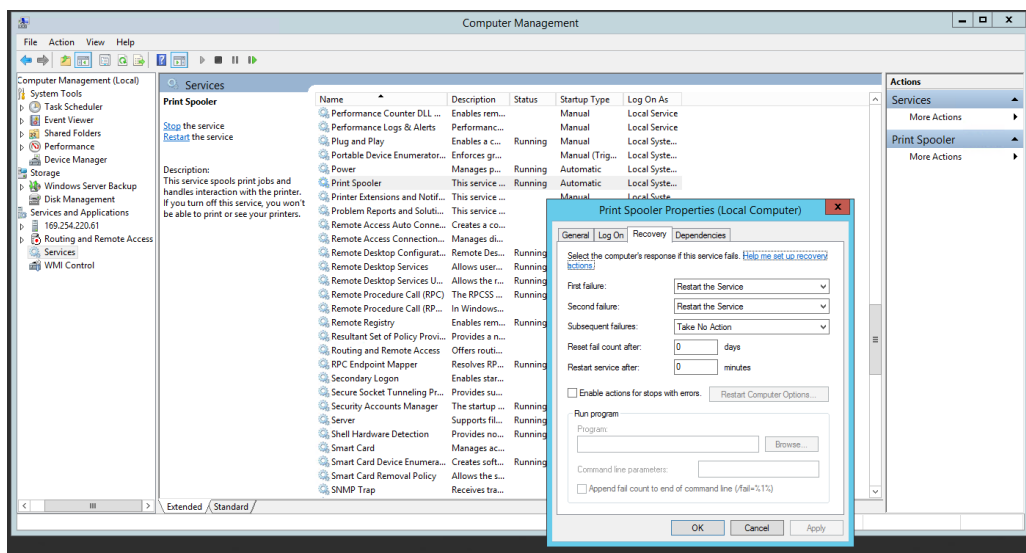 Computer Management
File Action View Help
Computer Management (Local)
System Tools
Task Scheduler
Event Viewer
Shared Folders
Performance
Device Manager
Storage
Windows Server Backup
Disk Management
Services and Applications
169.254.220.61
Routing and Remote Access
Services
WMI Control
Services
Print Spooler
Stop the service
Restart the service
Description:
This service spools print jobs and
handles interaction with the printer.
If you turn off this service, you won't
be able to print or see your printers.
Name Description Status Startup Type Log On As
Performance Counter DLL ... Enables rem... Manual Local Service
Performance Logs & Alerts Performanc... Manual Local Service
Plug and Play Enables a c... Running Manual Local Syste...
Portable Device Enumerator... Enforces gr... Manual (Trig... Local Syste...
Power Manages p... Running Automatic Local Syste...
Print Spooler This service ... Running Automatic Local Syste...
Printer Extensions and Notif... This service ... Manual Local Syste...
Problem Reports and Soluti... This service ...
Remote Access Auto Conne... Creates a co...
Remote Access Connection... Manages di...
Remote Desktop Configurat... Remote Des... Running
Remote Desktop Services Allows user... Running
Remote Desktop Services U... Allows the r... Running
Remote Procedure Call (RPC) The RPCSS ... Running
Remote Procedure Call (RP... In Windows...
Remote Registry Enables rem... Running
Resultant Set of Policy Provi... Provides a n...
Routing and Remote Access Offers routi...
RPC Endpoint Mapper Resolves RP... Running
Secondary Logon Enables star...
Secure Socket Tunneling Pr... Provides su...
Security Accounts Manager The startup ... Running
Server Supports fil... Running
Shell Hardware Detection Provides no... Running
Smart Card Manages ac...
Smart Card Device Enumera... Creates soft... Running
Smart Card Removal Policy Allows the s...
SNMP Trap Receives tra...
Extended Standard
Actions
Services
More Actions
Print Spooler
More Actions
Print Spooler Properties (Local Computer)
General Log On Recovery Dependencies
Select the computer's response if this service fails. Help me set up recovery
actions.
First failure: Restart the Service
Second failure: Restart the Service
Subsequent failures: Take No Action
Reset fail count after: 0 days
Restart service after: 0 minutes
Enable actions for stops with errors. Restart Computer Options...
Run program
Program:
Browse...
Command line parameters:
Append fail count to end of command line (/fail=%1%)
OK Cancel Apply